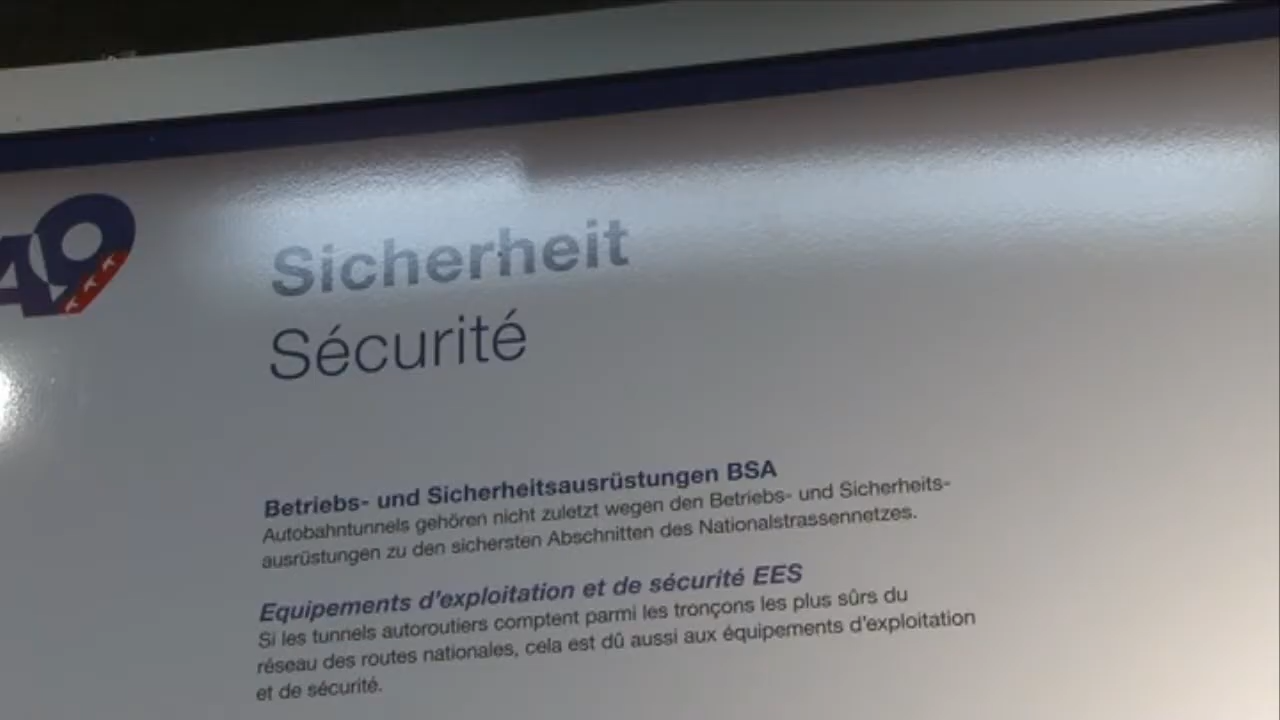 A9
Sicherheit
Sécurité
Betriebs- und Sicherheitsausrüstungen BSA
Autobahntunnels gehören nicht zuletzt wegen den Betriebs- und Sicherheits-
ausrüstungen zu den sichersten Abschnitten des Nationalstrassennetzes.
Equipements d'exploitation et de sécurité EES
Si les tunnels autoroutiers comptent parmi les tronçons les plus sûrs du
réseau des routes nationales, cela est dû aussi aux équipements d'exploitation
et de sécurité.